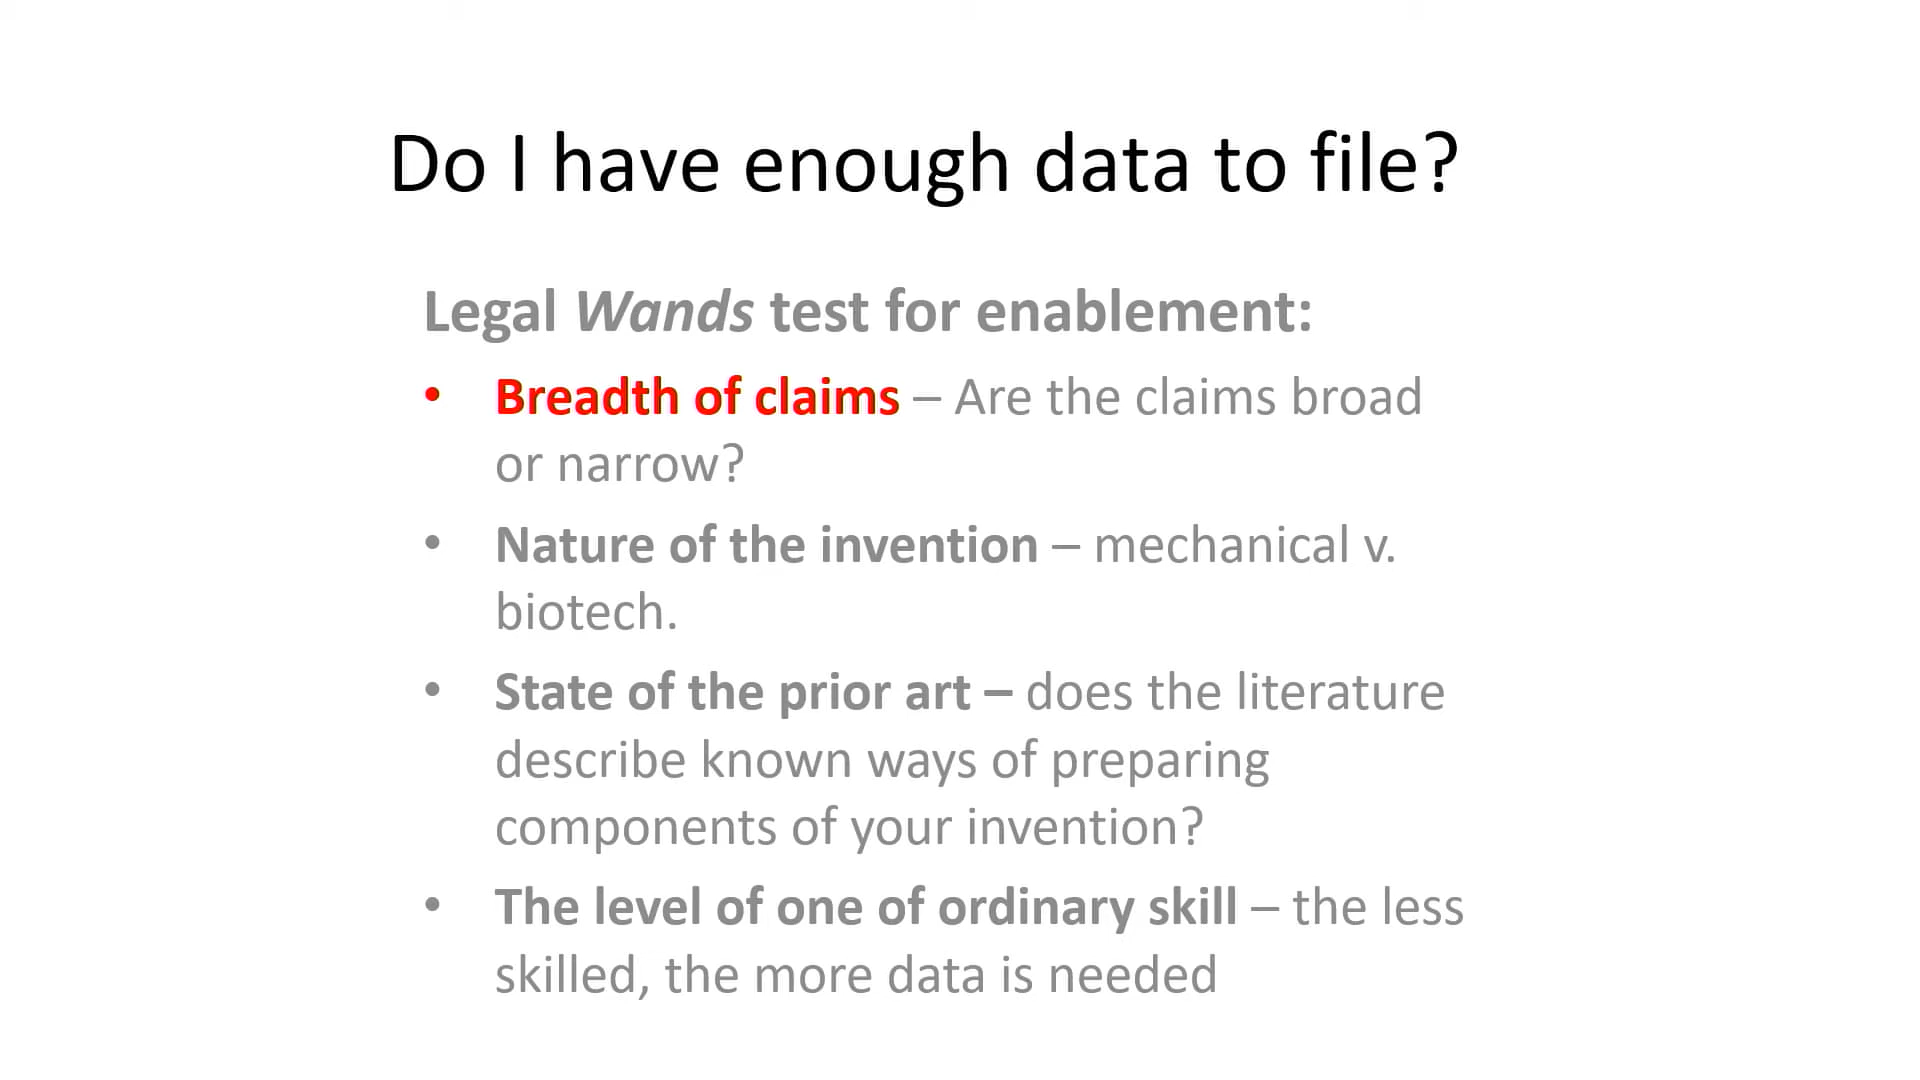 Do I have enough data to file?
Legal Wands test for enablement:
• Breadth of claims – Are the claims broad
or narrow?
• Nature of the invention – mechanical v.
biotech.
• State of the prior art – does the literature
describe known ways of preparing
components of your invention?
• The level of one of ordinary skill – the less
skilled, the more data is needed